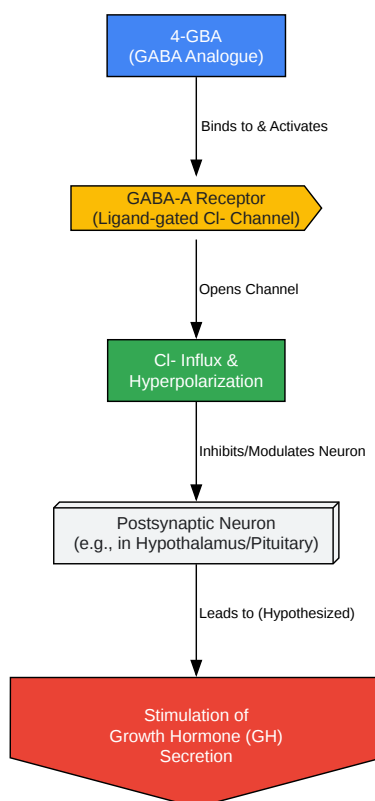 4-GBA
(GABA Analogue)
Binds to & Activates
GABA-A Receptor
(Ligand-gated Cl- Channel)
Opens Channel
Cl- Influx &
Hyperpolarization
Inhibits/Modulates Neuron
Postsynaptic Neuron
(e.g., in Hypothalamus/Pituitary)
Leads to (Hypothesized)
Stimulation of
Growth Hormone (GH)
Secretion